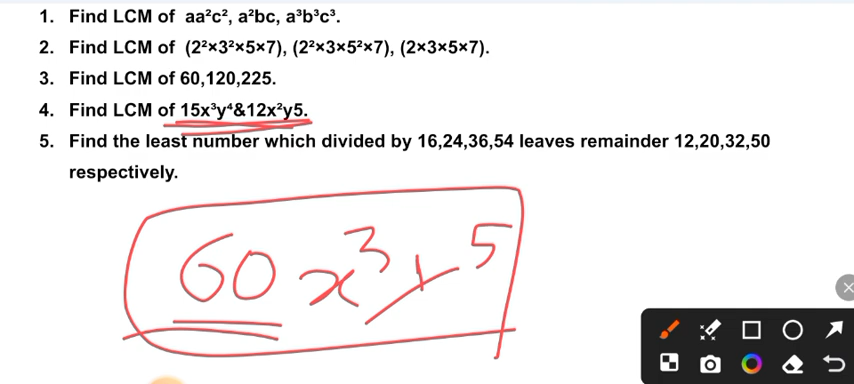 1. Find LCM of aa²c², a²bc, a³b³c³.
2. Find LCM of (2²×3²×5×7), (2²×3×5²×7), (2×3×5×7).
3. Find LCM of 60,120,225.
4. Find LCM of 15x³y⁴&12x²y5.
5. Find the least number which divided by 16,24,36,54 leaves remainder 12,20,32,50
respectively.
60 x³y⁵